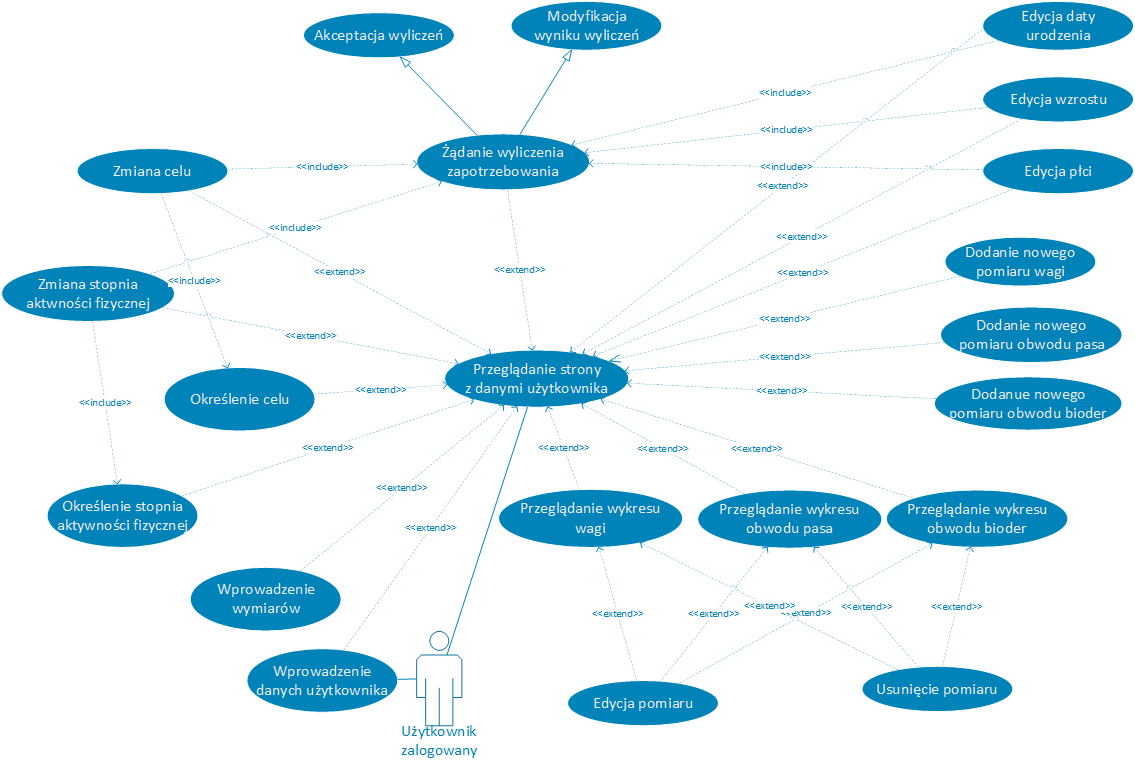 Modyfikacja
wyniku wyliczeń
Edycja daty
urodzenia
Akceptacja wyliczeń
<<include>>
Edycja wzrostu
<<include>>
Żądanie wyliczenia
zapotrzebowania
Zmiana celu
<<include>>
<<include>>
Edycja płci
<<extend>>
<<include>>
<<extend>>
Dodanie nowego
pomiaru wagi
<<extend>>
<<extend>>
<<extend>>
<<include>>
Zmiana stopnia
aktwności fizycznej
<<extend>>
Dodanie nowego
pomiaru obwodu pasa
<<extend>>
<<extend>>
Przeglądanie strony
z danymi użytkownika
<<extend>>
<<extend>>
Dodanue nowego
pomiaru obwodu bioder
Określenie celu
<<include>>
<<extend>>
<<extend>>
<<extend>>
<<extend>>
<<extend>>
Określenie stopnia
aktywności fizycznej
Przeglądanie wykresu
wagi
Przeglądanie wykresu
obwodu pasa
Przeglądanie wykresu
obwodu bioder
<<extend>>
Wprowadzenie
wymiarów
<<extend>>
<<extend>>
<<extend>>
<<extend>>
<<extend>>
<<extend>>
Wprowadzenie
danych użytkownika
Edycja pomiaru
Usunięcie pomiaru
Użytkownik
zalogowany